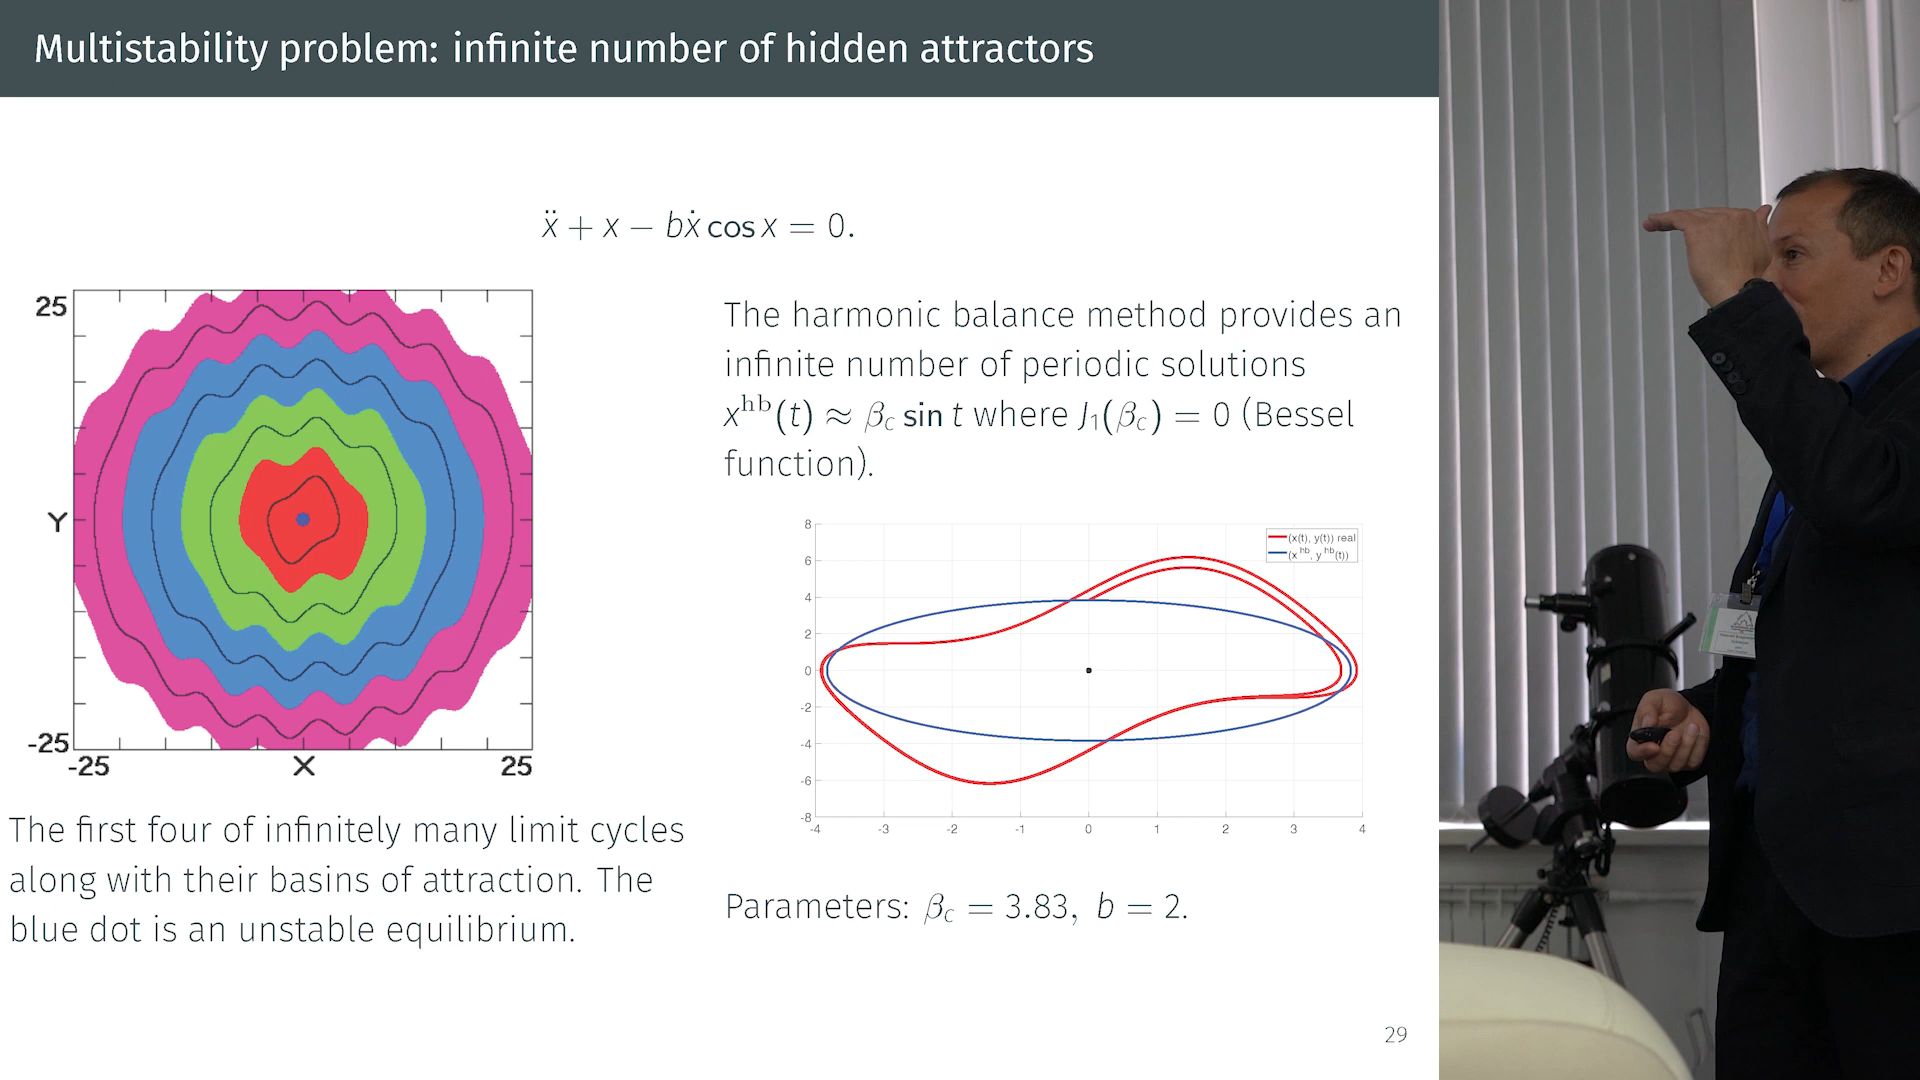 Multistability problem: infinite number of hidden attractors
ẍ + x − bẋ cos x = 0.
25
Y
-25
-25
X
25
The first four of infinitely many limit cycles
along with their basins of attraction. The
blue dot is an unstable equilibrium.
The harmonic balance method provides an
infinite number of periodic solutions
x^hb(t) ≈ β_c sin t where J₁(β_c) = 0 (Bessel
function).
8
6
4
2
0
-2
-4
-6
-8
-4
-3
-2
-1
0
1
2
3
4
(x(t), y(t)) real
(x^hb, y^hb(t))
Parameters: β_c = 3.83, b = 2.
29